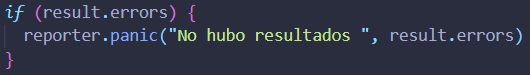 if (result.errors) {
  reporter.panic("No hubo resultados ", result.errors)
}